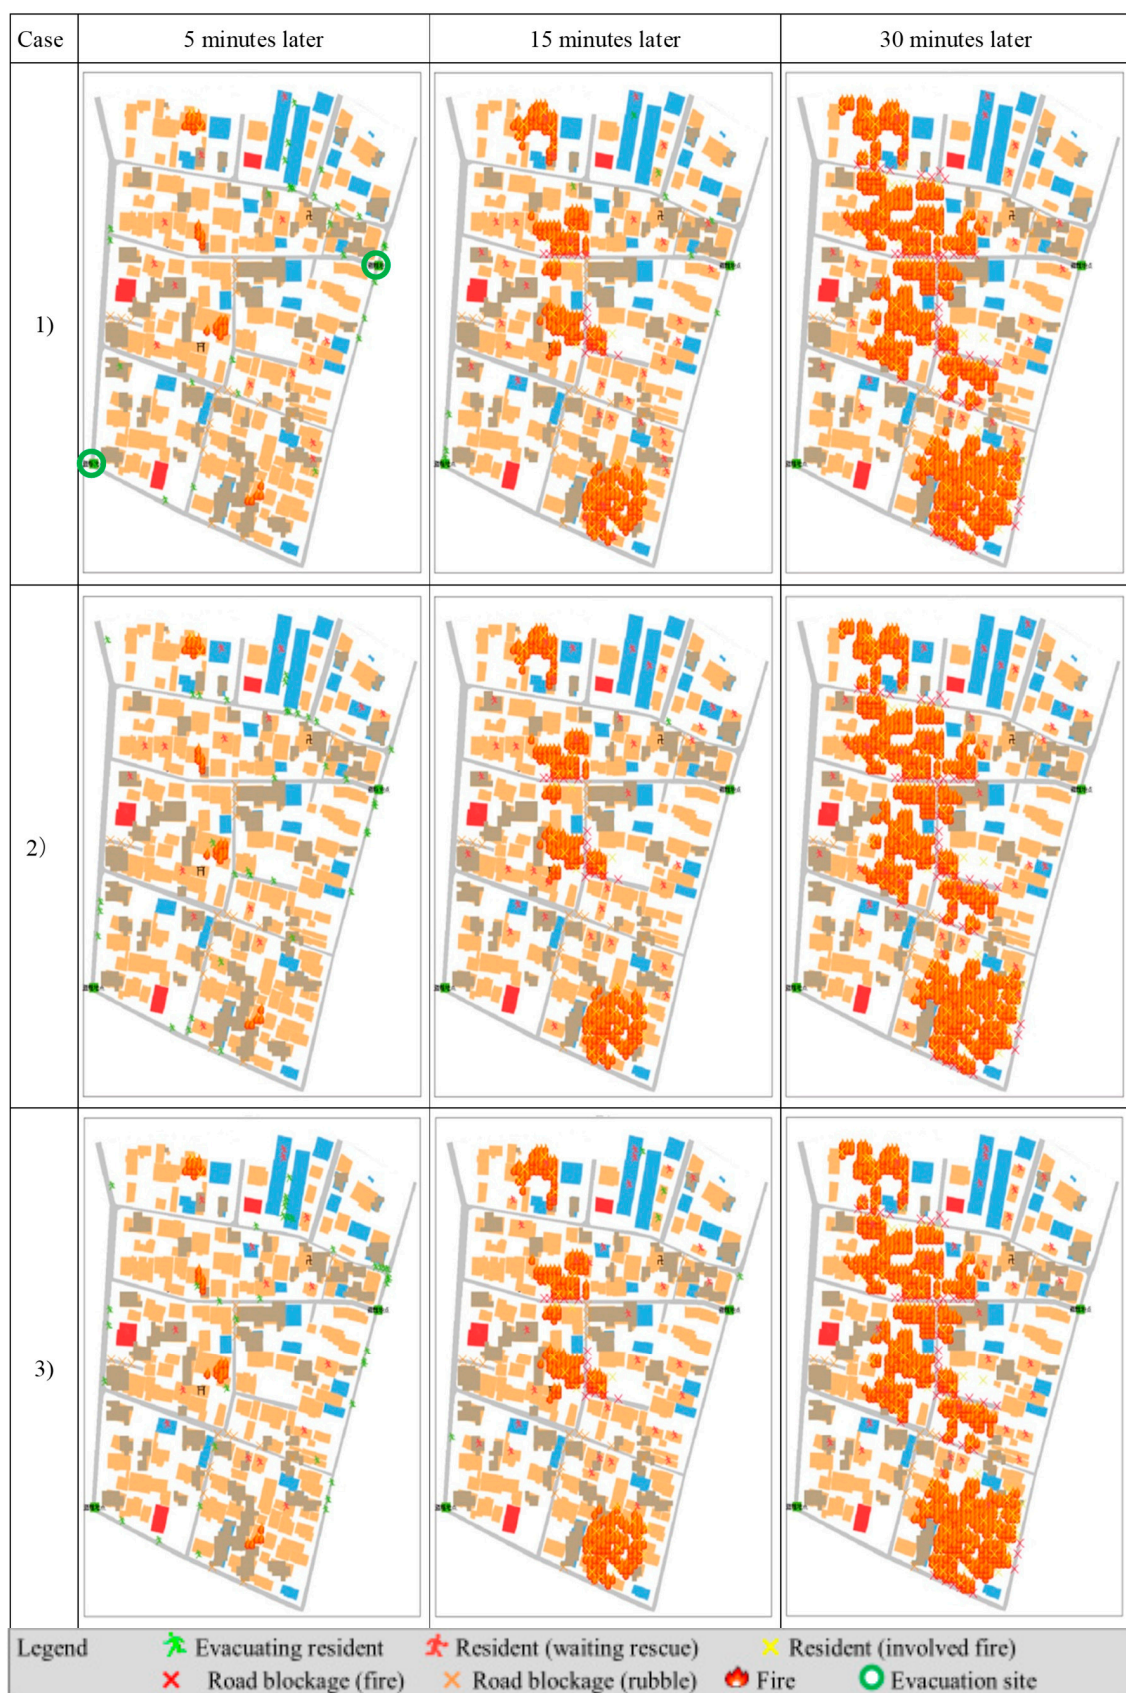 Case 5 minutes later 15 minutes later 30 minutes later
1)
2）
3)
Legend Evacuating resident Resident (waiting rescue) Resident (involved fire)
Road blockage (fire) Road blockage (rubble) Fire Evacuation site